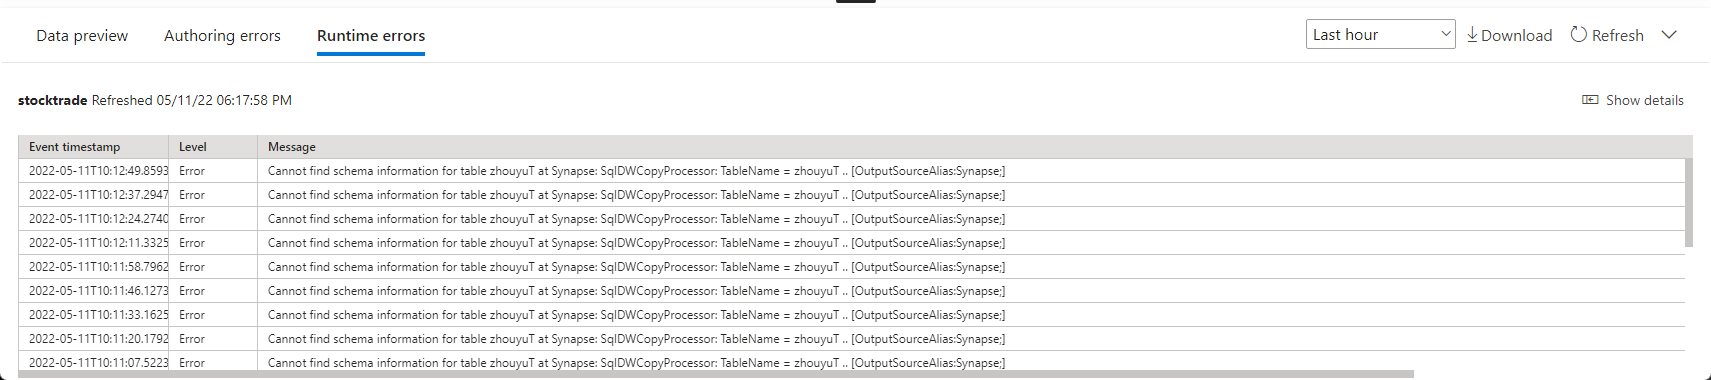 Data preview Authoring errors Runtime errors Last hour Download Refresh
stocktrade Refreshed 05/11/22 06:17:58 PM Show details
Event timestamp Level Message
2022-05-11T10:12:49.8593 Error Cannot find schema information for table zhouyuT at Synapse: SqlDWCopyProcessor: TableName = zhouyuT .. [OutputSourceAlias:Synapse;]
2022-05-11T10:12:37.2947 Error Cannot find schema information for table zhouyuT at Synapse: SqlDWCopyProcessor: TableName = zhouyuT .. [OutputSourceAlias:Synapse;]
2022-05-11T10:12:24.2740 Error Cannot find schema information for table zhouyuT at Synapse: SqlDWCopyProcessor: TableName = zhouyuT .. [OutputSourceAlias:Synapse;]
2022-05-11T10:12:11.3325 Error Cannot find schema information for table zhouyuT at Synapse: SqlDWCopyProcessor: TableName = zhouyuT .. [OutputSourceAlias:Synapse;]
2022-05-11T10:11:58.7962 Error Cannot find schema information for table zhouyuT at Synapse: SqlDWCopyProcessor: TableName = zhouyuT .. [OutputSourceAlias:Synapse;]
2022-05-11T10:11:46.1273 Error Cannot find schema information for table zhouyuT at Synapse: SqlDWCopyProcessor: TableName = zhouyuT .. [OutputSourceAlias:Synapse;]
2022-05-11T10:11:33.1625 Error Cannot find schema information for table zhouyuT at Synapse: SqlDWCopyProcessor: TableName = zhouyuT .. [OutputSourceAlias:Synapse;]
2022-05-11T10:11:20.1792 Error Cannot find schema information for table zhouyuT at Synapse: SqlDWCopyProcessor: TableName = zhouyuT .. [OutputSourceAlias:Synapse;]
2022-05-11T10:11:07.5223 Error Cannot find schema information for table zhouyuT at Synapse: SqlDWCopyProcessor: TableName = zhouyuT .. [OutputSourceAlias:Synapse;]